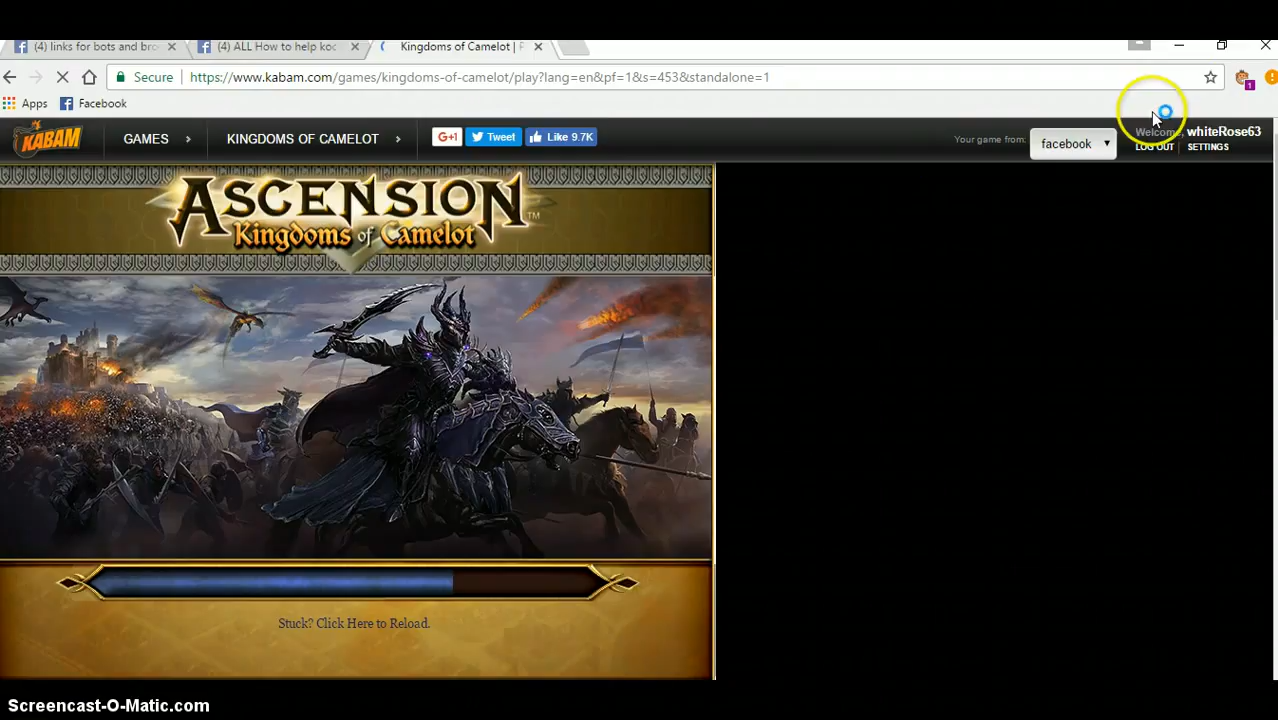 (4) links for bots and bro
(4) ALL How to help koc
Kingdoms of Camelot | F
Secure
https://www.kabam.com/games/kingdoms-of-camelot/play?lang=en&pf=1&s=453&standalone=1
1
Apps
Facebook
KABAM
GAMES
KINGDOMS OF CAMELOT
G+1
Tweet
Like 9.7K
Your game from:
facebook
Welcome, whiteRose63
LOG OUT
SETTINGS
ASCENSION™
Kingdoms of Camelot
Stuck? Click Here to Reload.
Screencast-O-Matic.com